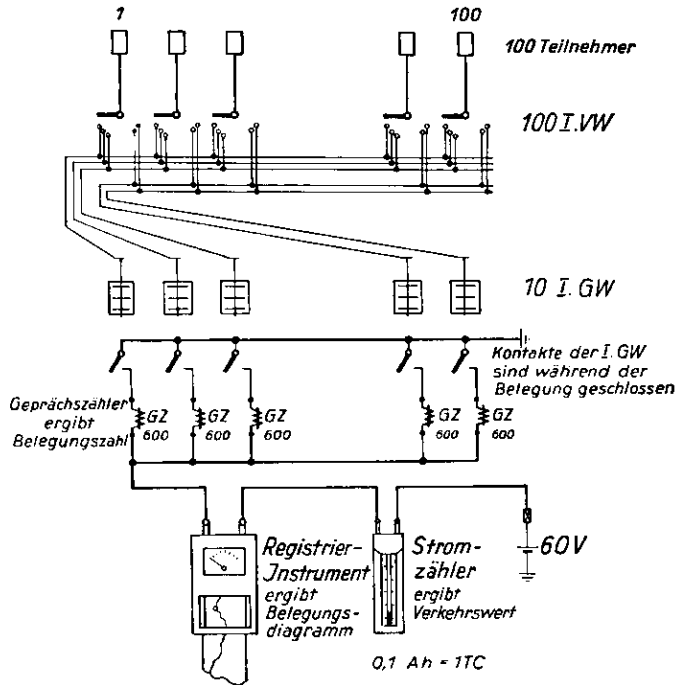 1 100
100 Teilnehmer
100 I.VW
10 I.GW
Kontakte der I.GW
sind während der
Belegung geschlossen
Geprächszähler
ergibt
Belegungszahl
GZ GZ GZ GZ GZ
600 600 600 600 600
Registrier-
Jnstrument
ergibt
Belegungs-
diagramm
Strom-
zähler
ergibt
Verkehrswert
60V
0,1 Ah = 1TC